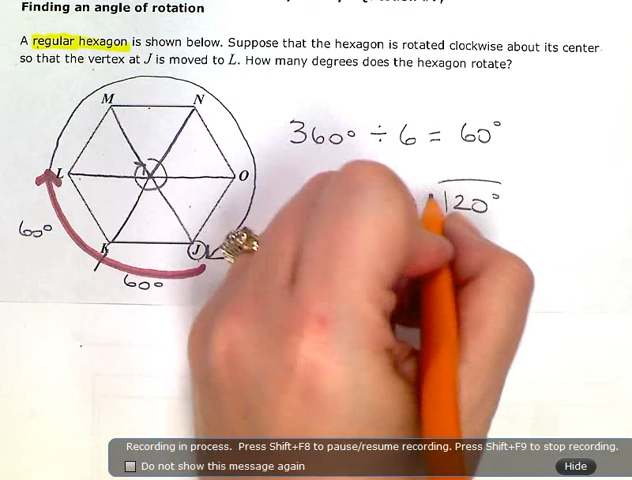 Finding an angle of rotation
A regular hexagon is shown below. Suppose that the hexagon is rotated clockwise about its center
so that the vertex at J is moved to L. How many degrees does the hexagon rotate?
M N
360° ÷ 6 = 60°
L O
120°
60°
K J
60°
Recording in process. Press Shift+F8 to pause/resume recording. Press Shift+F9 to stop recording.
Do not show this message again Hide